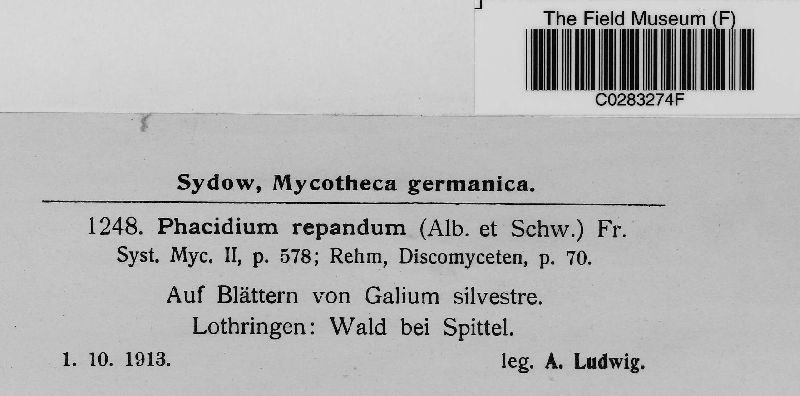 The Field Museum (F)
C0283274F
Sydow, Mycotheca germanica.
1248. Phacidium repandum (Alb. et Schw.) Fr.
Syst. Myc. II, p. 578; Rehm, Discomyceten, p. 70.
Auf Blättern von Galium silvestre.
Lothringen: Wald bei Spittel.
1. 10. 1913. leg. A. Ludwig.